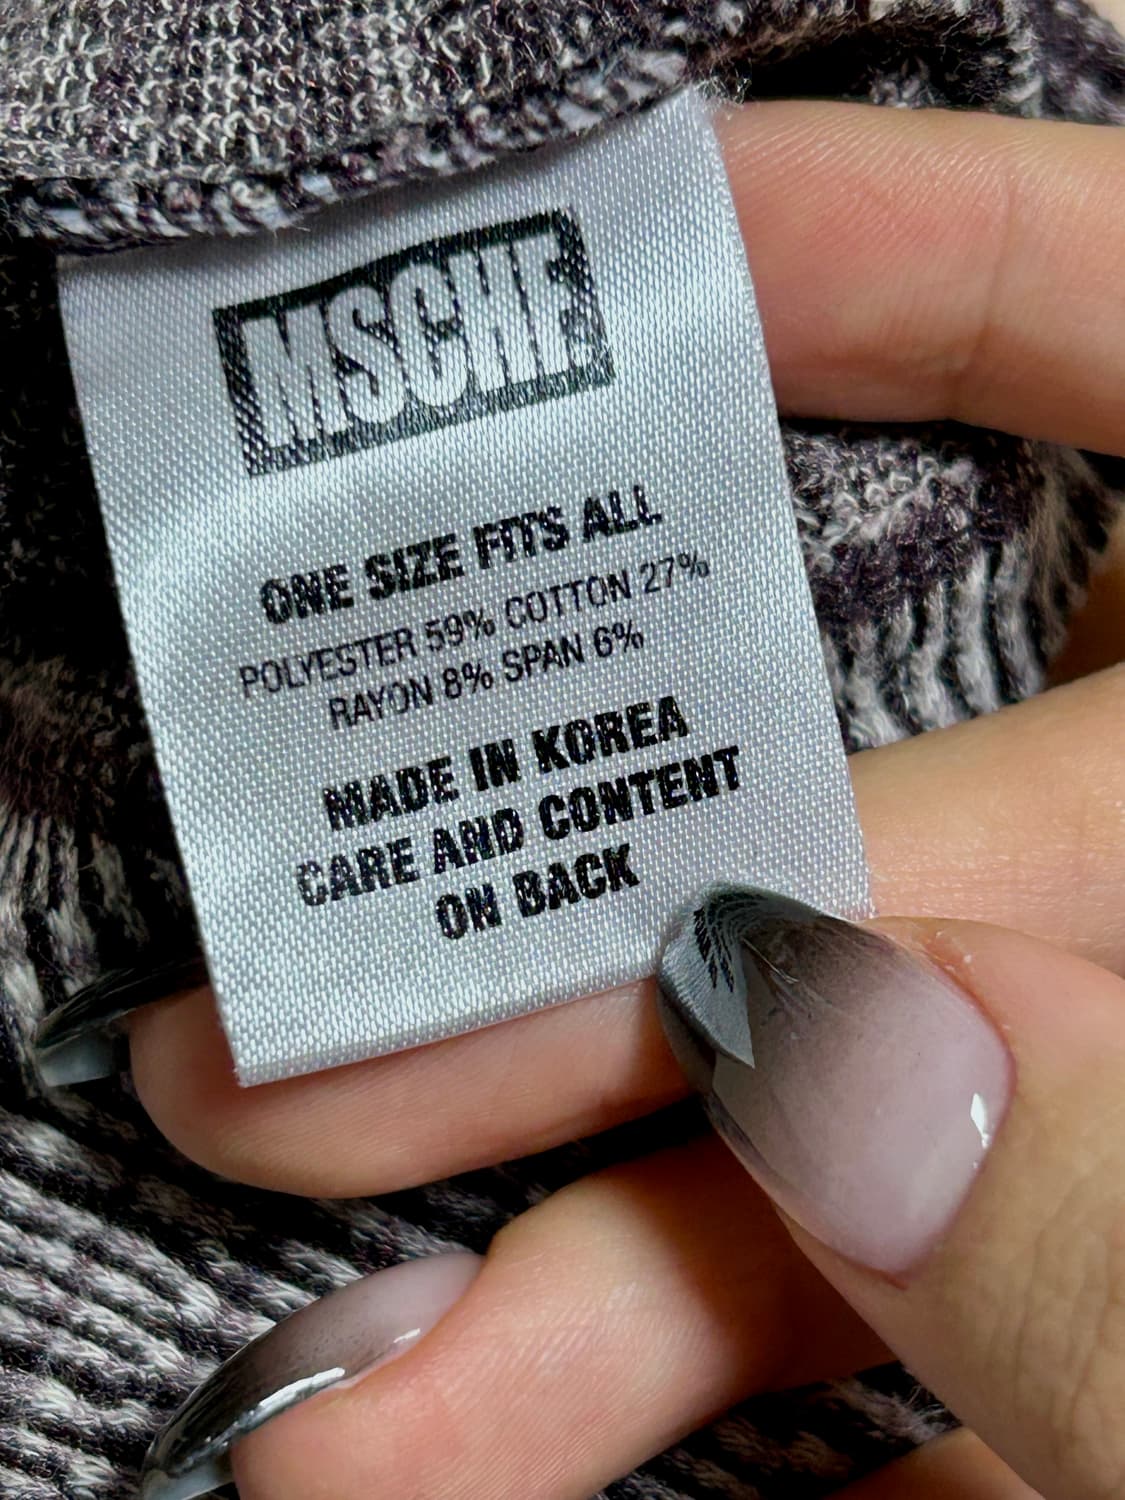 MSCHF
ONE SIZE FITS ALL
POLYESTER 59% COTTON 27%
RAYON 8% SPAN 6%
MADE IN KOREA
CARE AND CONTENT
ON BACK